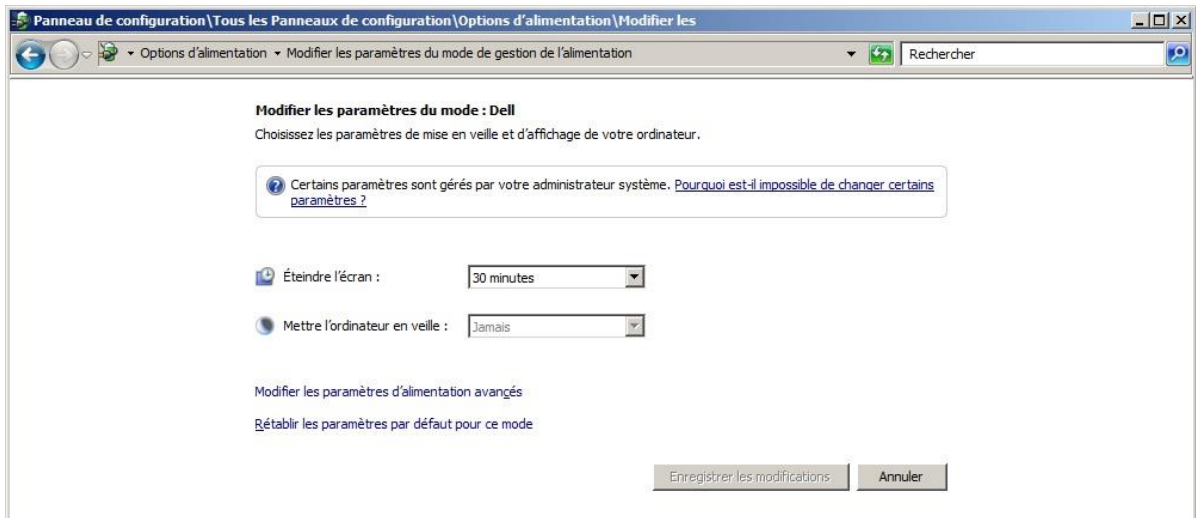 Panneau de configuration\Tous les Panneaux de configuration\Options d'alimentation\Modifier les
Options d'alimentation Modifier les paramètres du mode de gestion de l'alimentation
Rechercher
Modifier les paramètres du mode : Dell
Choisissez les paramètres de mise en veille et d'affichage de votre ordinateur.
Certains paramètres sont gérés par votre administrateur système. Pourquoi est-il impossible de changer certains
paramètres ?
Éteindre l'écran : 30 minutes
Mettre l'ordinateur en veille : Jamais
Modifier les paramètres d'alimentation avancés
Rétablir les paramètres par défaut pour ce mode
Enregistrer les modifications Annuler